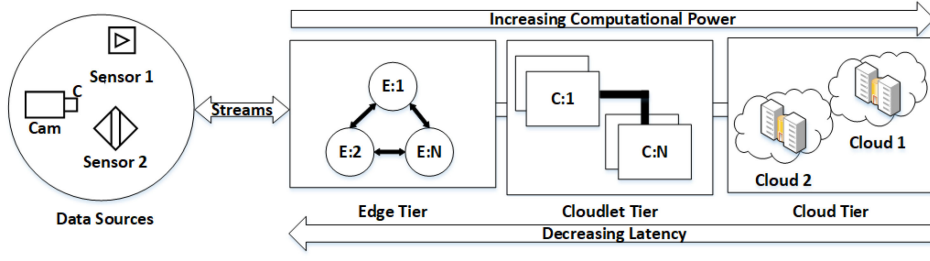 Increasing Computational Power
Sensor 1
C
Cam
Sensor 2
Data Sources
Streams
E:1
E:2
E:N
Edge Tier
C:1
C:N
Cloudlet Tier
Cloud 1
Cloud 2
Cloud Tier
Decreasing Latency